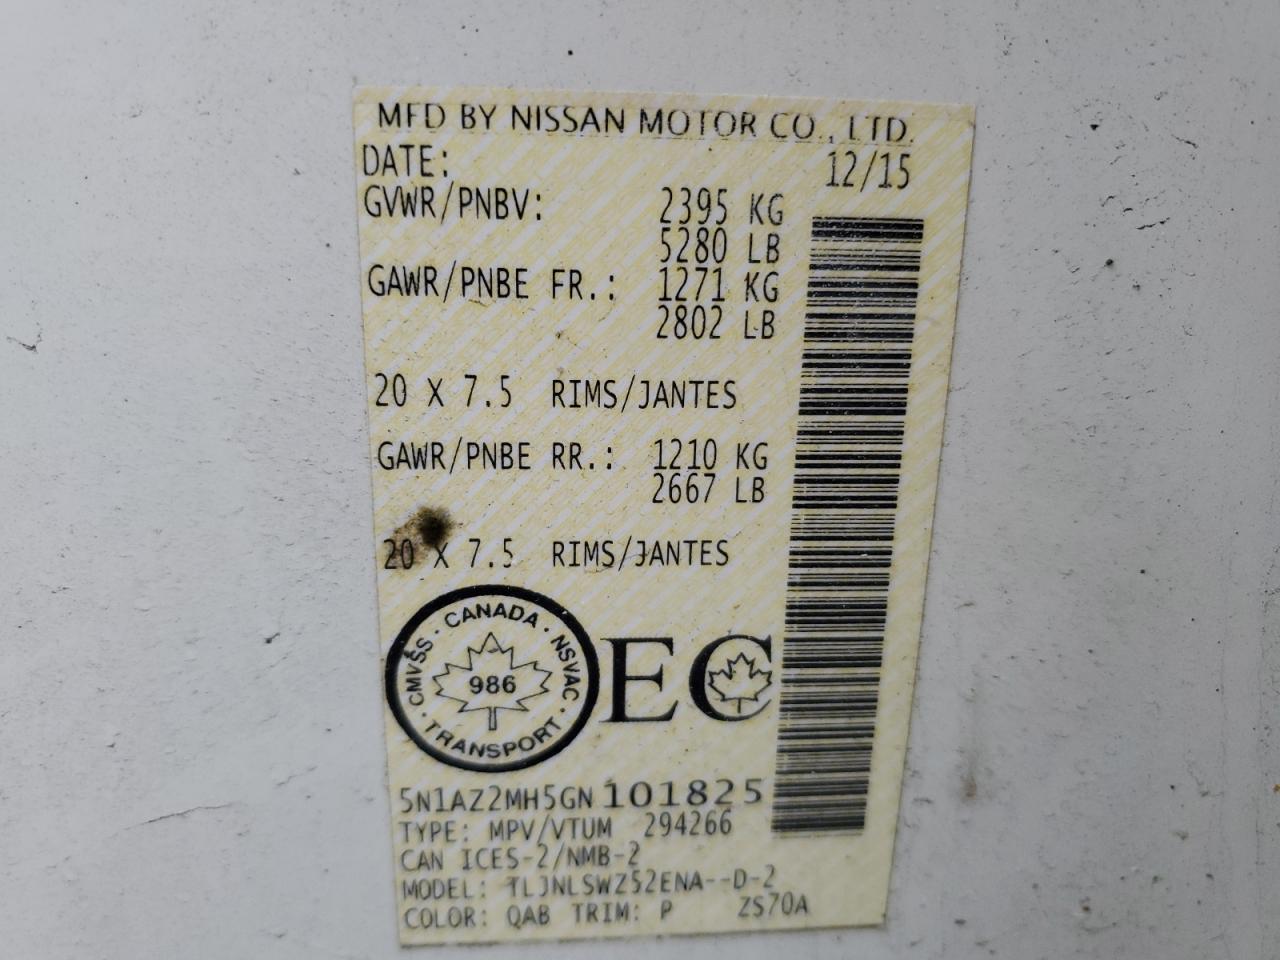 MFD BY NISSAN MOTOR CO., LTD.
DATE: 12/15
GVWR/PNBV: 2395 KG
5280 LB
GAWR/PNBE FR.: 1271 KG
2802 LB
20 X 7.5 RIMS/JANTES
GAWR/PNBE RR.: 1210 KG
2667 LB
20 X 7.5 RIMS/JANTES
CMVSS · CANADA · NSVAC · TRANSPORT ·
986
EC
5N1AZ2MH5GN101825
TYPE: MPV/VTUM 294266
CAN ICES-2/NMB-2
MODEL: TLJNLSWZ52ENA--D-2
COLOR: QAB TRIM: P ZS70A